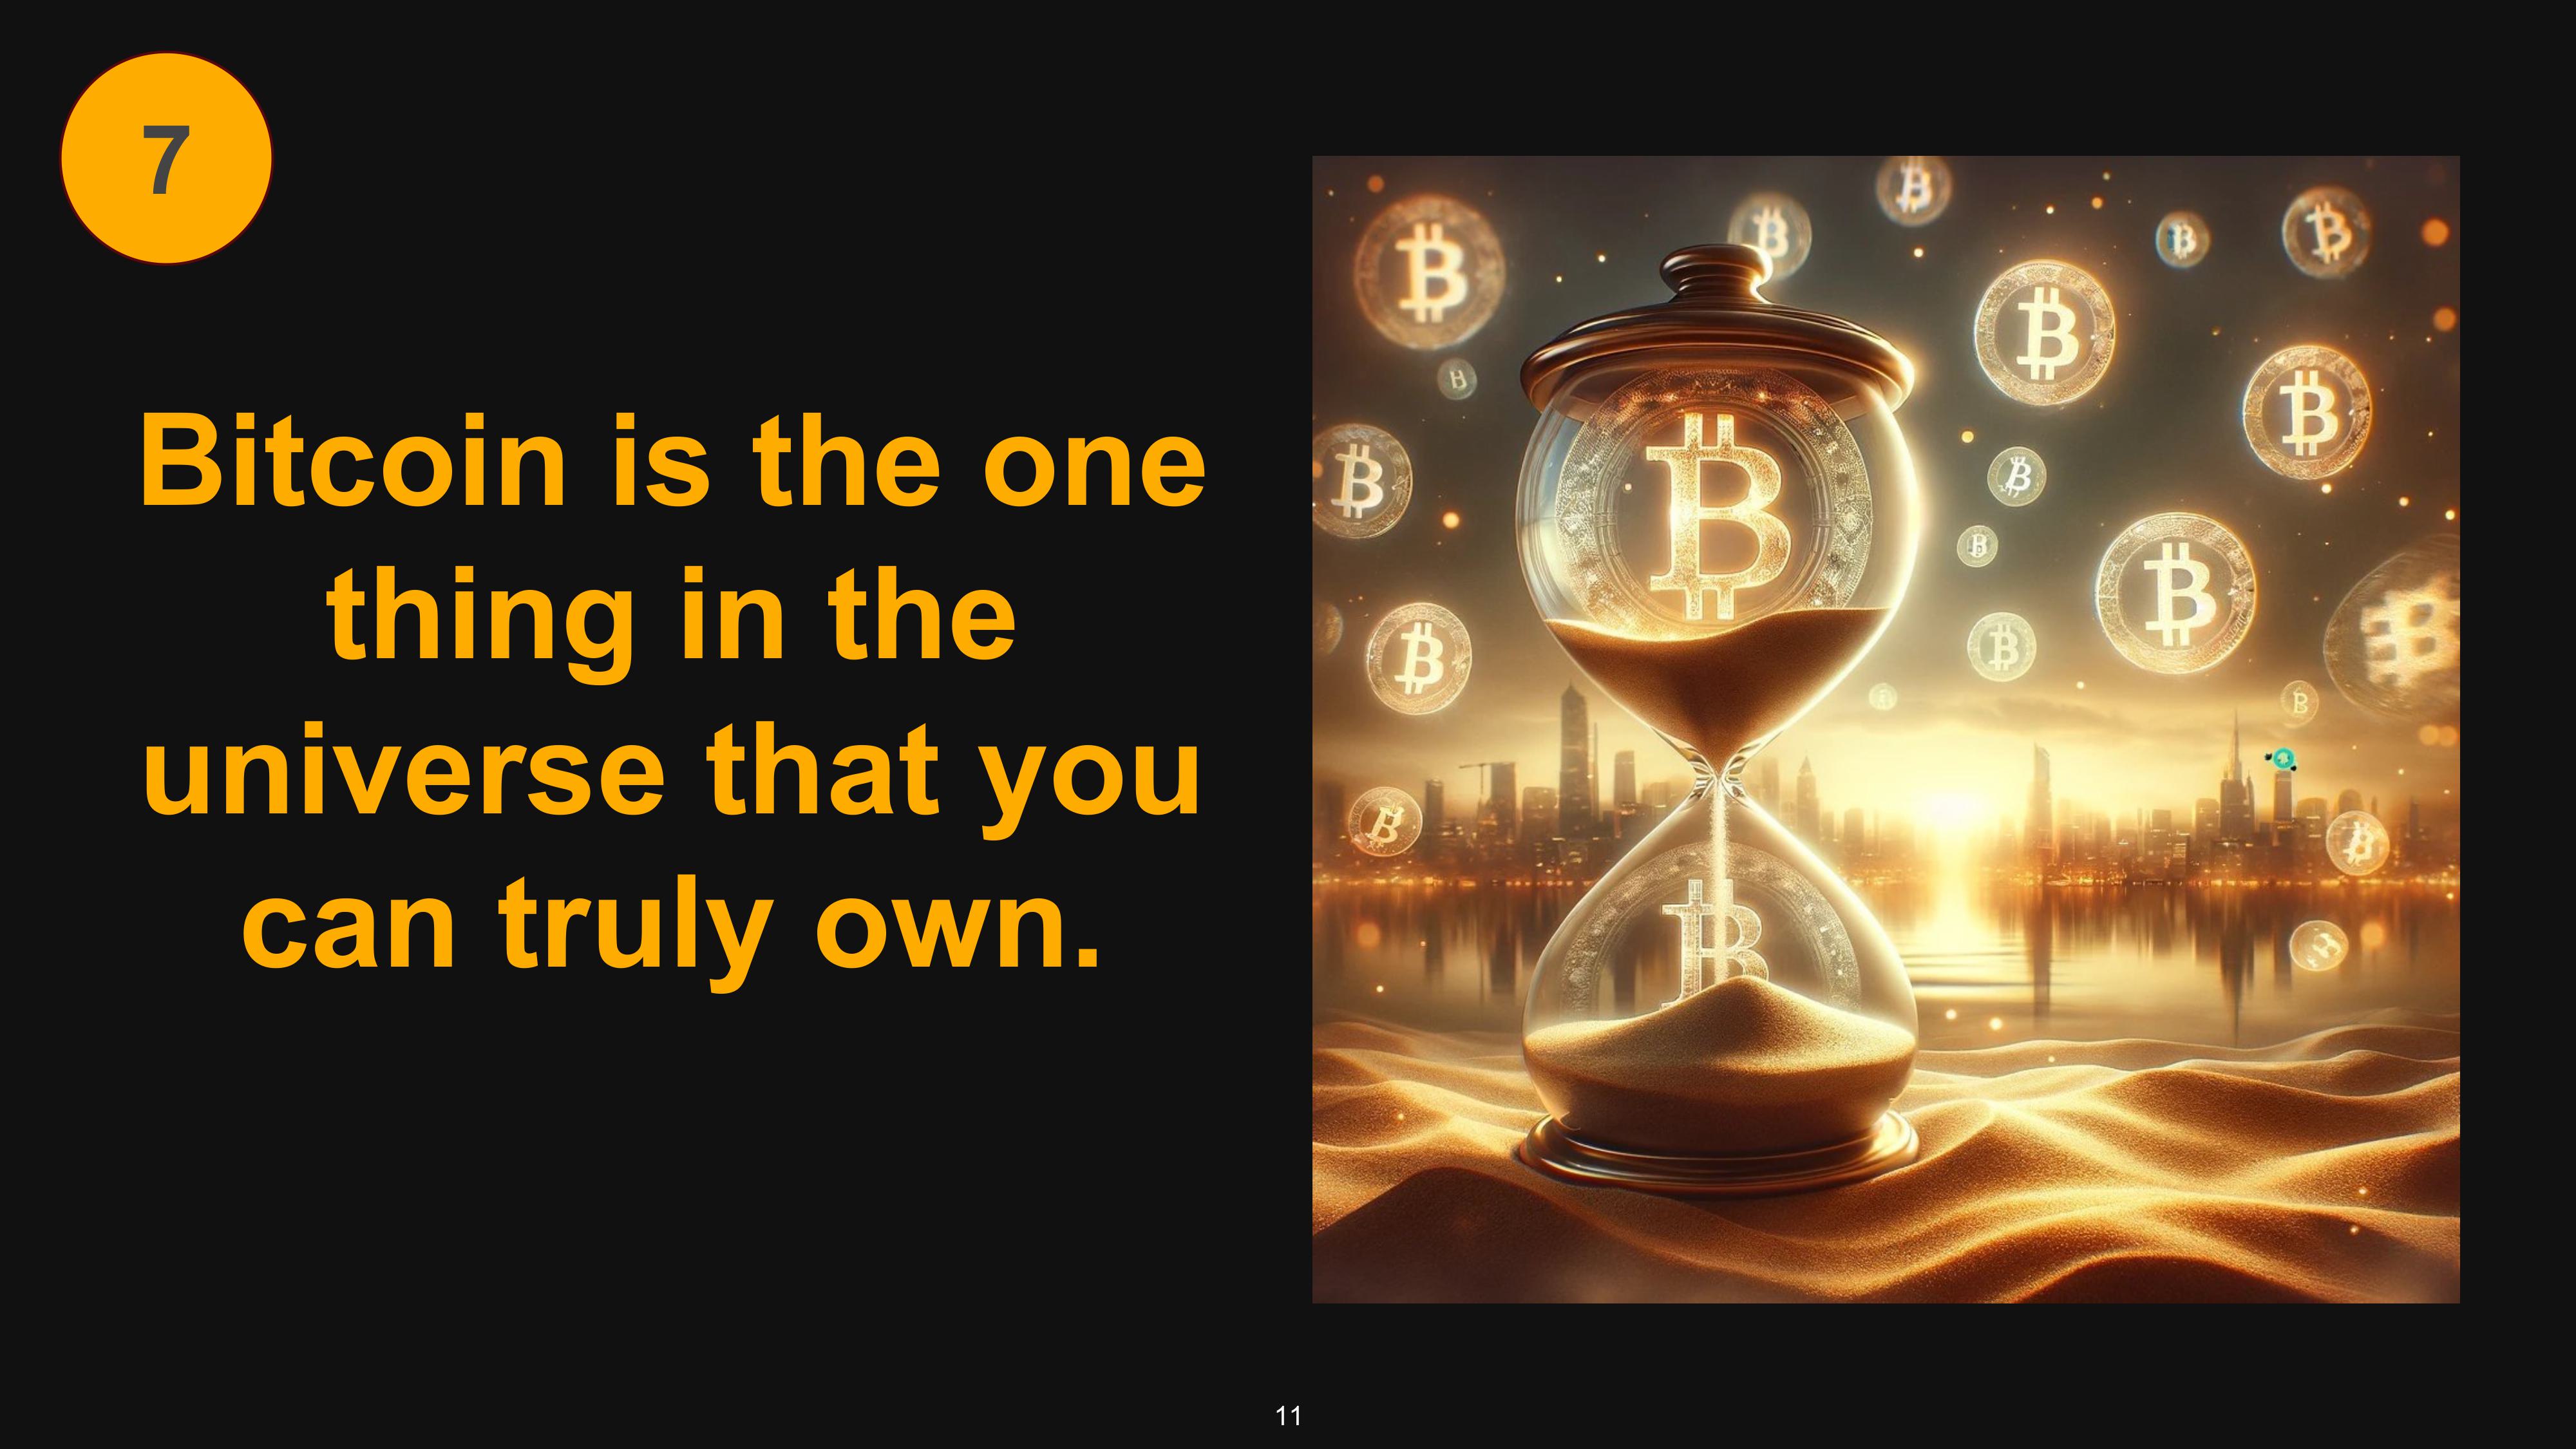 7
Bitcoin is the one
thing in the
universe that you
can truly own.
11